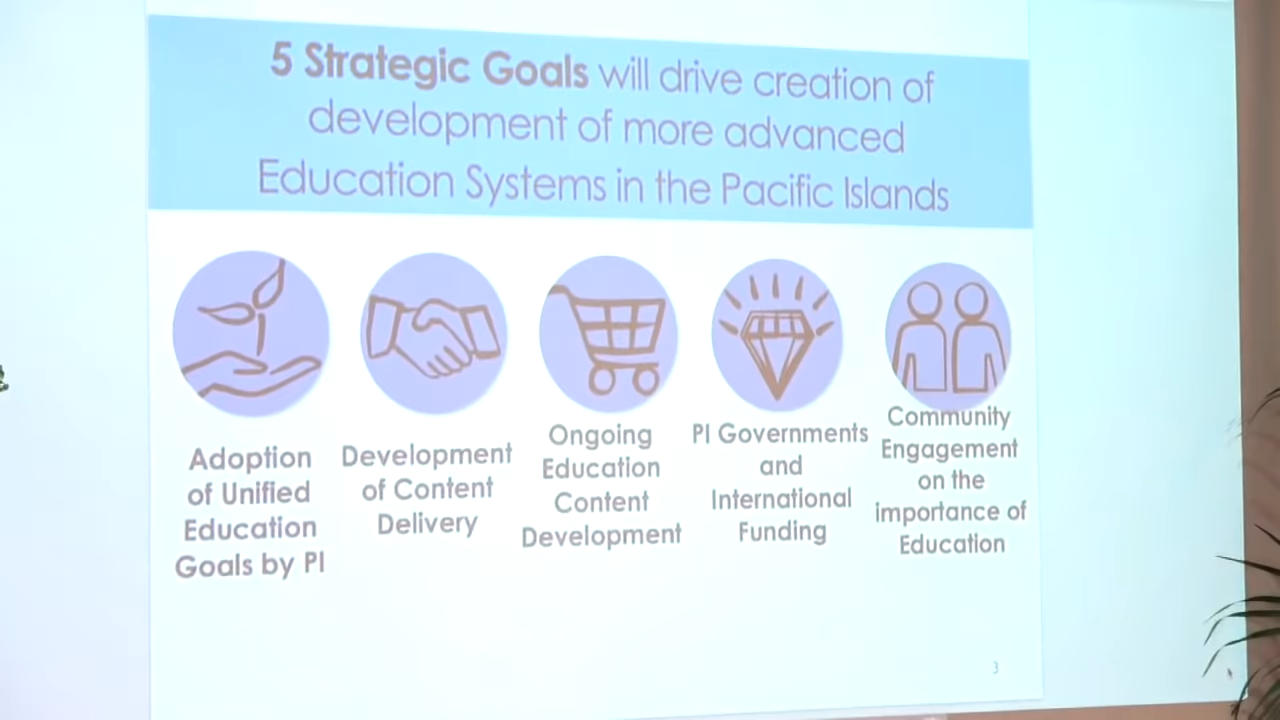 5 Strategic Goals will drive creation of
development of more advanced
Education Systems in the Pacific Islands
Adoption
of Unified
Education
Goals by PI
Development
of Content
Delivery
Ongoing
Education
Content
Development
PI Governments
and
International
Funding
Community
Engagement
on the
importance of
Education
3